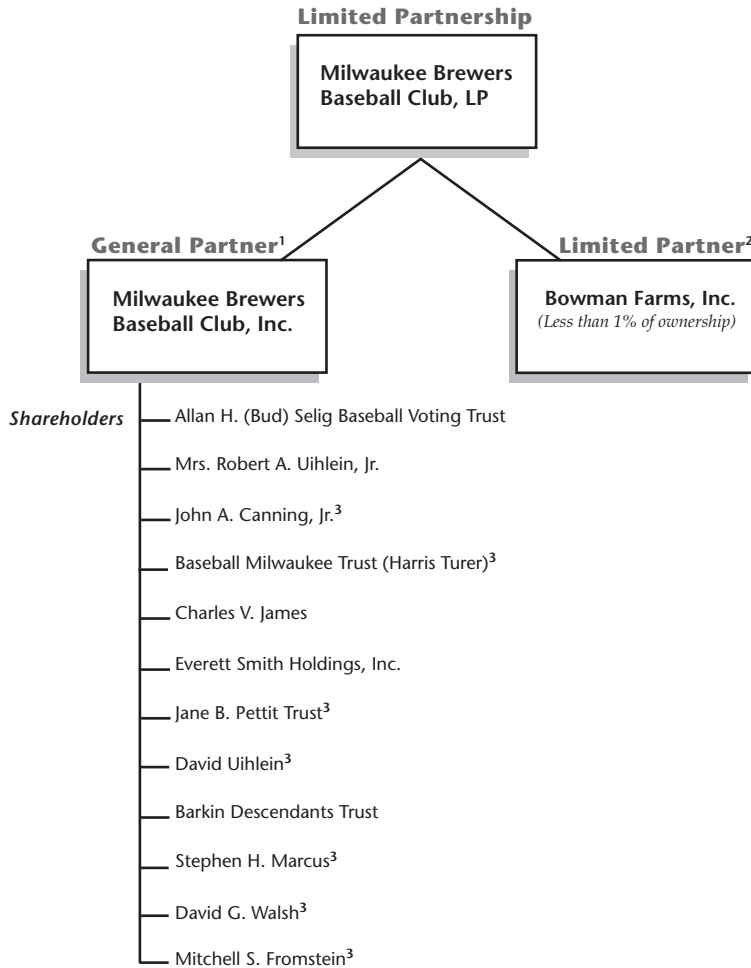 Limited Partnership
Milwaukee Brewers
Baseball Club, LP
General Partner¹
Milwaukee Brewers
Baseball Club, Inc.
Limited Partner²
Bowman Farms, Inc.
(Less than 1% of ownership)
Shareholders
Allan H. (Bud) Selig Baseball Voting Trust
Mrs. Robert A. Uihlein, Jr.
John A. Canning, Jr.³
Baseball Milwaukee Trust (Harris Turer)³
Charles V. James
Everett Smith Holdings, Inc.
Jane B. Pettit Trust³
David Uihlein³
Barkin Descendants Trust
Stephen H. Marcus³
David G. Walsh³
Mitchell S. Fromstein³